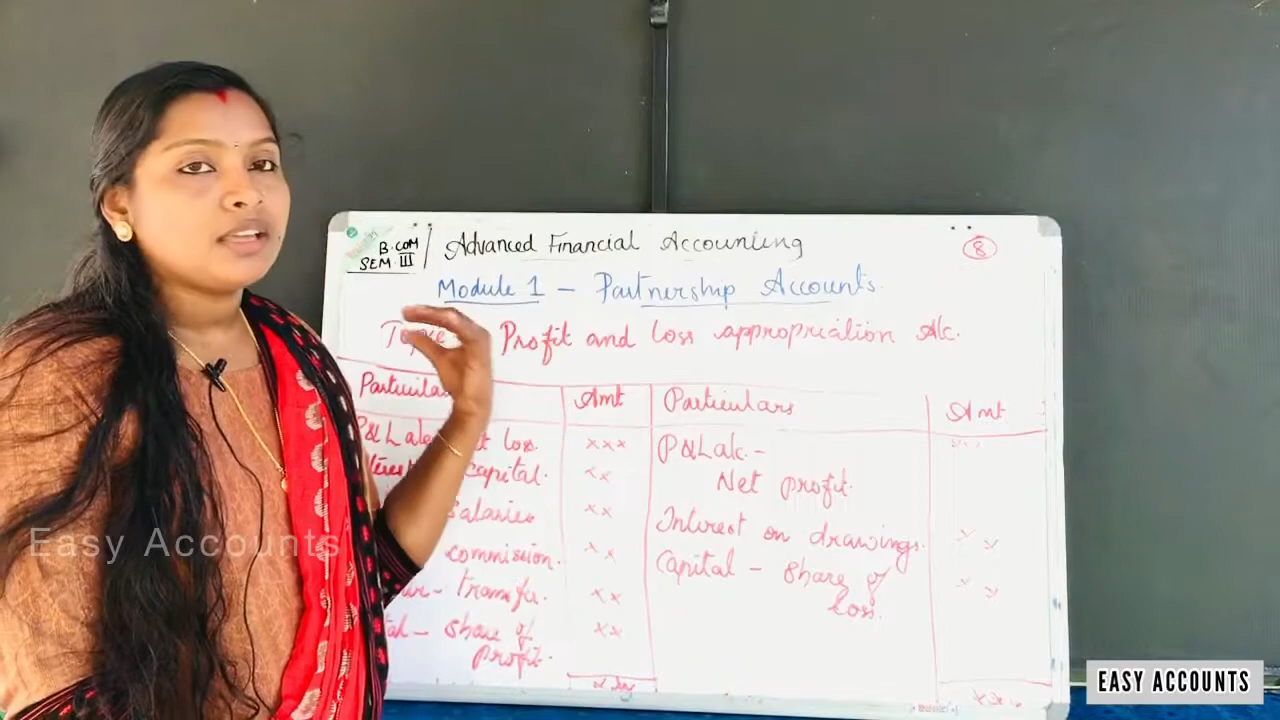 B.COM
SEM III
Advanced Financial Accounting
8
Module 1 - Partnership Accounts.
Profit and loss appropriation A/c.
Amt Particulars Amt
loss. xxx P&L a/c. -
capital. xx Net profit.
Salaries xx Interest on drawings.
commission. xx Capital - Share of
loss.
transfer. xx
Share of xx
profit.
Easy Accounts
EASY ACCOUNTS